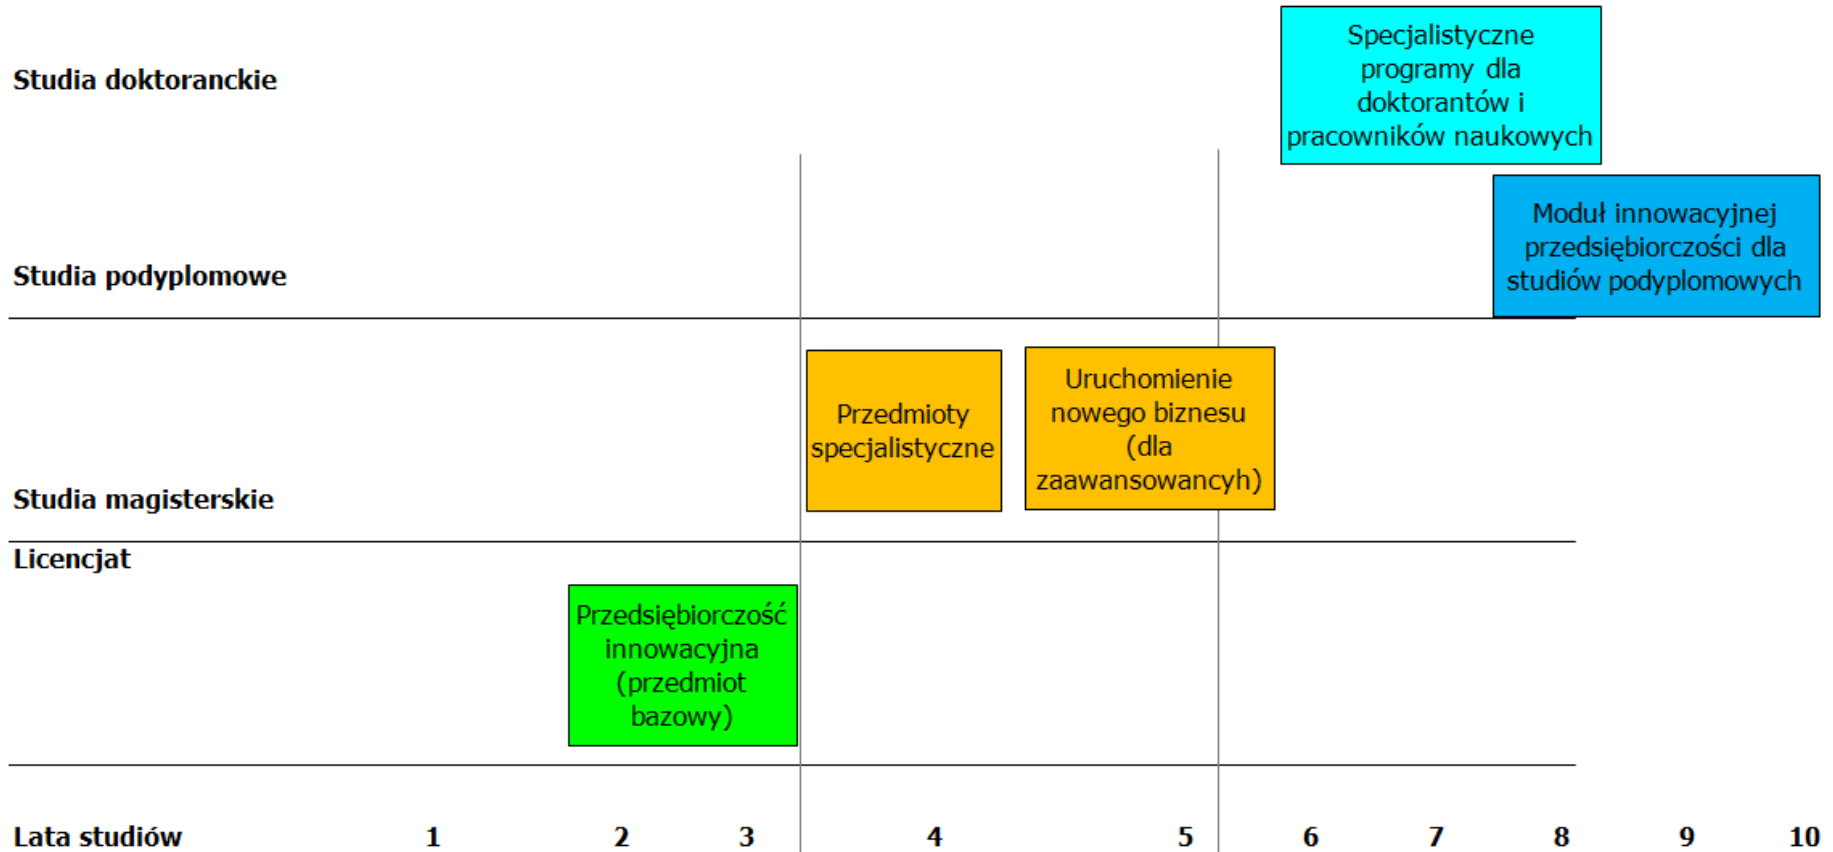 Specjalistyczne
programy dla
doktorantów i
pracowników naukowych
Studia doktoranckie
Moduł innowacyjnej
przedsiębiorczości dla
studiów podyplomowych
Studia podyplomowe
Przedmioty
specjalistyczne
Uruchomienie
nowego biznesu
(dla
zaawansowancyh)
Studia magisterskie
Licencjat
Przedsiębiorczość
innowacyjna
(przedmiot
bazowy)
Lata studiów 1 2 3 4 5 6 7 8 9 10